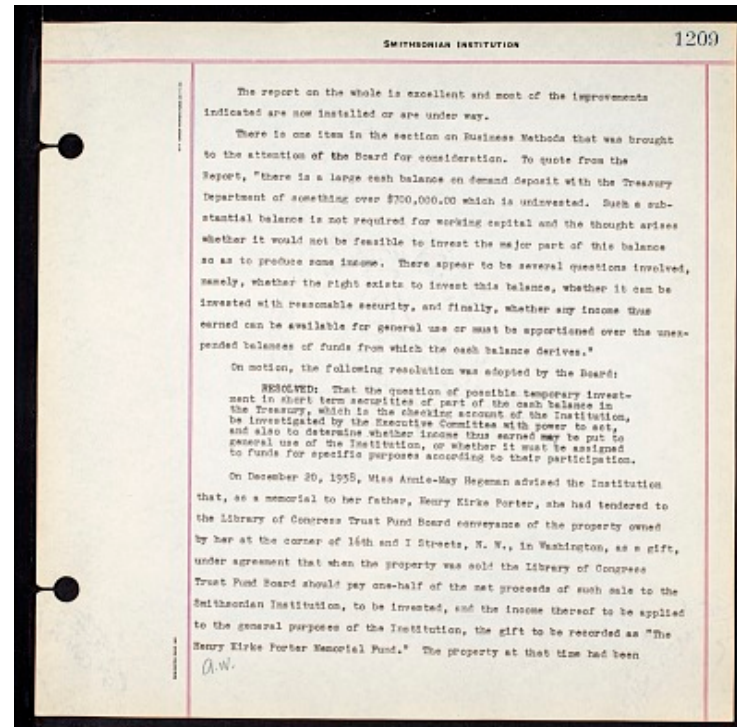 SMITHSONIAN INSTITUTION
1209
The report on the whole is excellent and most of the improvements
indicated are now installed or are under way.
There is one item in the section on Business Methods that was brought
to the attention of the Board for consideration. To quote from the
Report, "there is a large cash balance on demand deposit with the Treasury
Department of something over $700,000.00 which is uninvested. Such a sub-
stantial balance is not required for working capital and the thought arises
whether it would not be feasible to invest the major part of this balance
so as to produce some income. There appear to be several questions involved,
namely, whether the right exists to invest this balance, whether it can be
invested with reasonable security, and finally, whether any income thus
earned can be available for general use or must be apportioned over the unex-
pended balances of funds from which the cash balance derives."
On motion, the following resolution was adopted by the Board:
RESOLVED: That the question of possible temporary invest-
ment in short term securities of part of the cash balance in
the Treasury, which is the checking account of the Institution,
be investigated by the Executive Committee with power to act,
and also to determine whether income thus earned may be put to
general use of the Institution, or whether it must be assigned
to funds for specific purposes according to their participation.
On December 20, 1938, Miss Annie-May Hegeman advised the Institution
that, as a memorial to her father, Henry Kirke Porter, she had tendered to
the Library of Congress Trust Fund Board conveyance of the property owned
by her at the corner of 16th and I Streets, N. W., in Washington, as a gift,
under agreement that when the property was sold the Library of Congress
Trust Fund Board should pay one-half of the net proceeds of such sale to the
Smithsonian Institution, to be invested, and the income thereof to be applied
to the general purposes of the Institution, the gift to be recorded as "The
Henry Kirke Porter Memorial Fund." The property at that time had been
a.w.